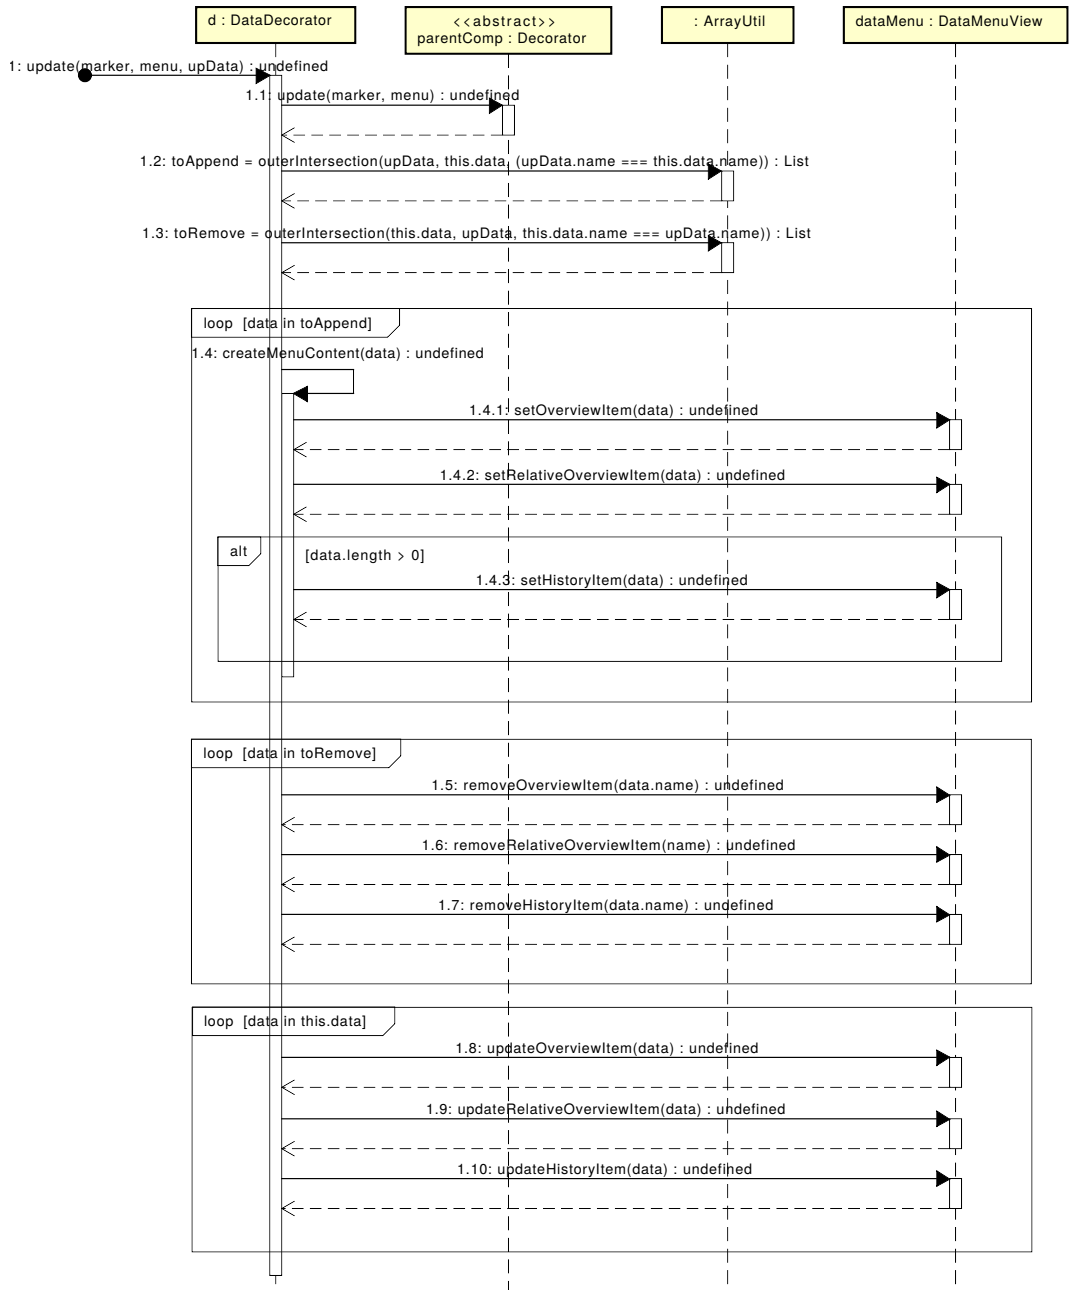 d : DataDecorator
<<abstract>>
parentComp : Decorator
: ArrayUtil
dataMenu : DataMenuView
1: update(marker, menu, upData) : undefined
1.1: update(marker, menu) : undefined
1.2: toAppend = outerIntersection(upData, this.data, (upData.name === this.data.name)) : List
1.3: toRemove = outerIntersection(this.data, upData, this.data.name === upData.name)) : List
loop [data in toAppend]
1.4: createMenuContent(data) : undefined
1.4.1: setOverviewItem(data) : undefined
1.4.2: setRelativeOverviewItem(data) : undefined
alt [data.length > 0]
1.4.3: setHistoryItem(data) : undefined
loop [data in toRemove]
1.5: removeOverviewItem(data.name) : undefined
1.6: removeRelativeOverviewItem(name) : undefined
1.7: removeHistoryItem(data.name) : undefined
loop [data in this.data]
1.8: updateOverviewItem(data) : undefined
1.9: updateRelativeOverviewItem(data) : undefined
1.10: updateHistoryItem(data) : undefined